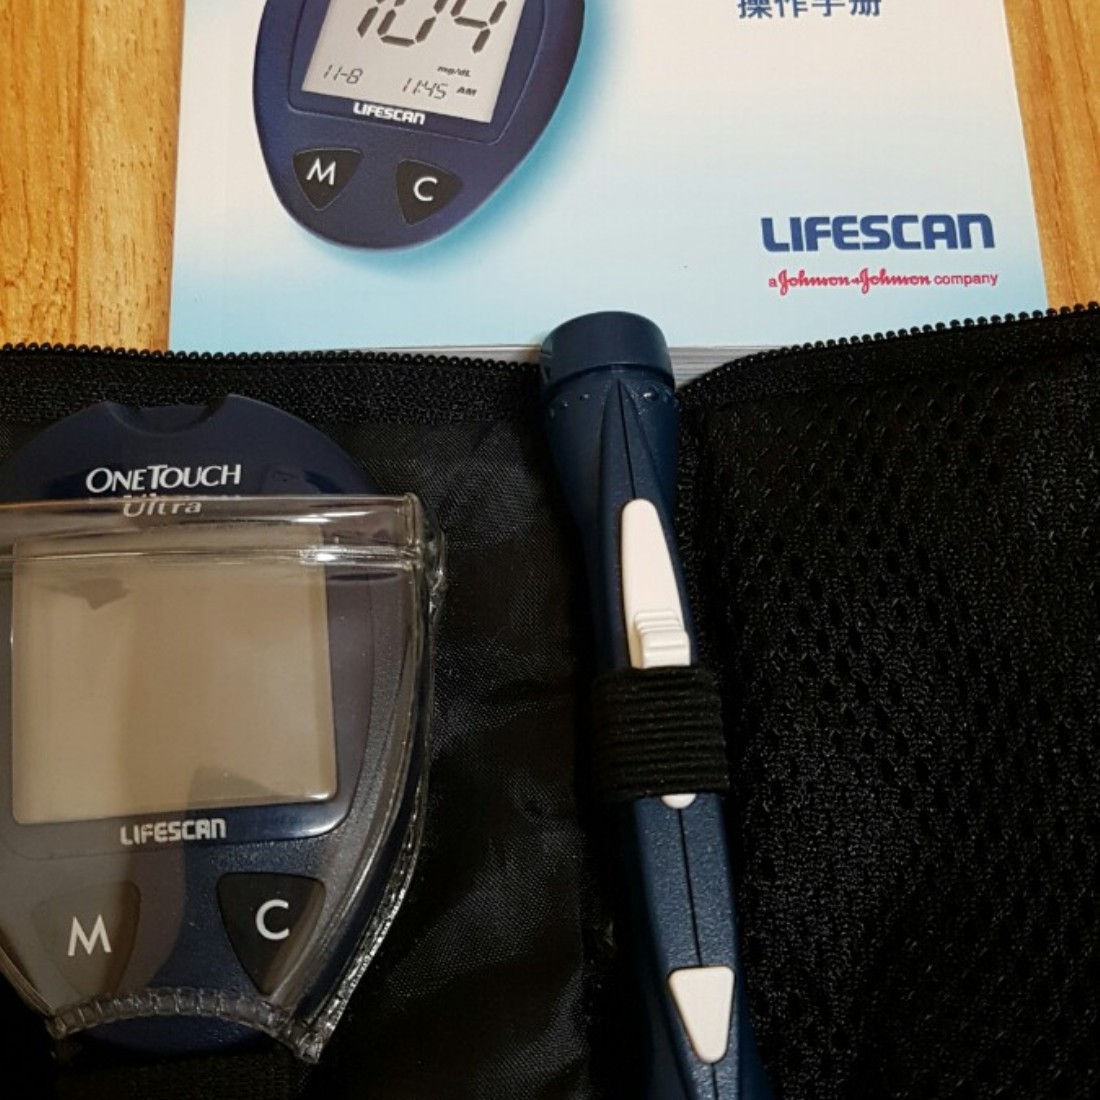 操作手册
104
mg/dL
11-8 11:45 AM
LIFESCAN
M C
LIFESCAN
a Johnson & Johnson company
ONETOUCH
Ultra
LIFESCAN
M C